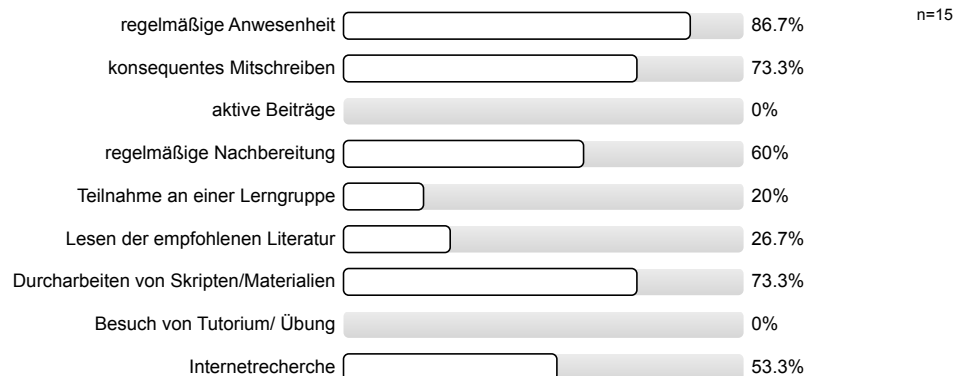 regelmäßige Anwesenheit 86.7% n=15
konsequentes Mitschreiben 73.3%
aktive Beiträge 0%
regelmäßige Nachbereitung 60%
Teilnahme an einer Lerngruppe 20%
Lesen der empfohlenen Literatur 26.7%
Durcharbeiten von Skripten/Materialien 73.3%
Besuch von Tutorium/ Übung 0%
Internetrecherche 53.3%